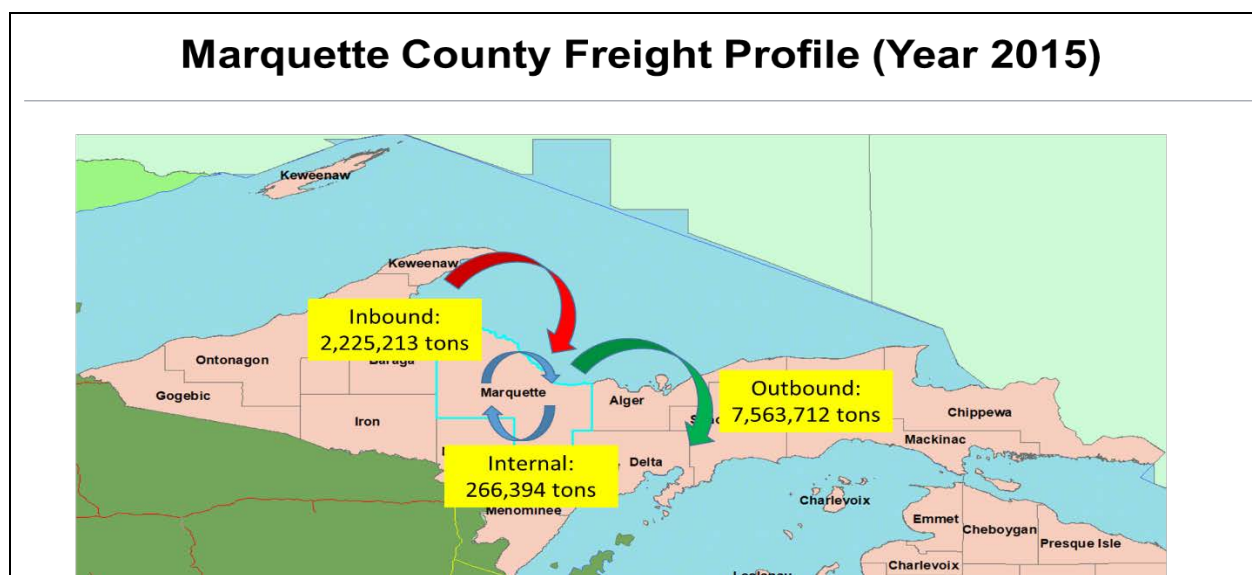 Marquette County Freight Profile (Year 2015)
Keweenaw
Keweenaw
Inbound:
2,225,213 tons
Ontonagon
Baraga
Gogebic
Marquette
Iron
Alger
Outbound:
7,563,712 tons
Chippewa
Mackinac
Delta
Internal:
266,394 tons
Menominee
Charlevoix
Emmet
Cheboygan
Presque Isle
Charlevoix